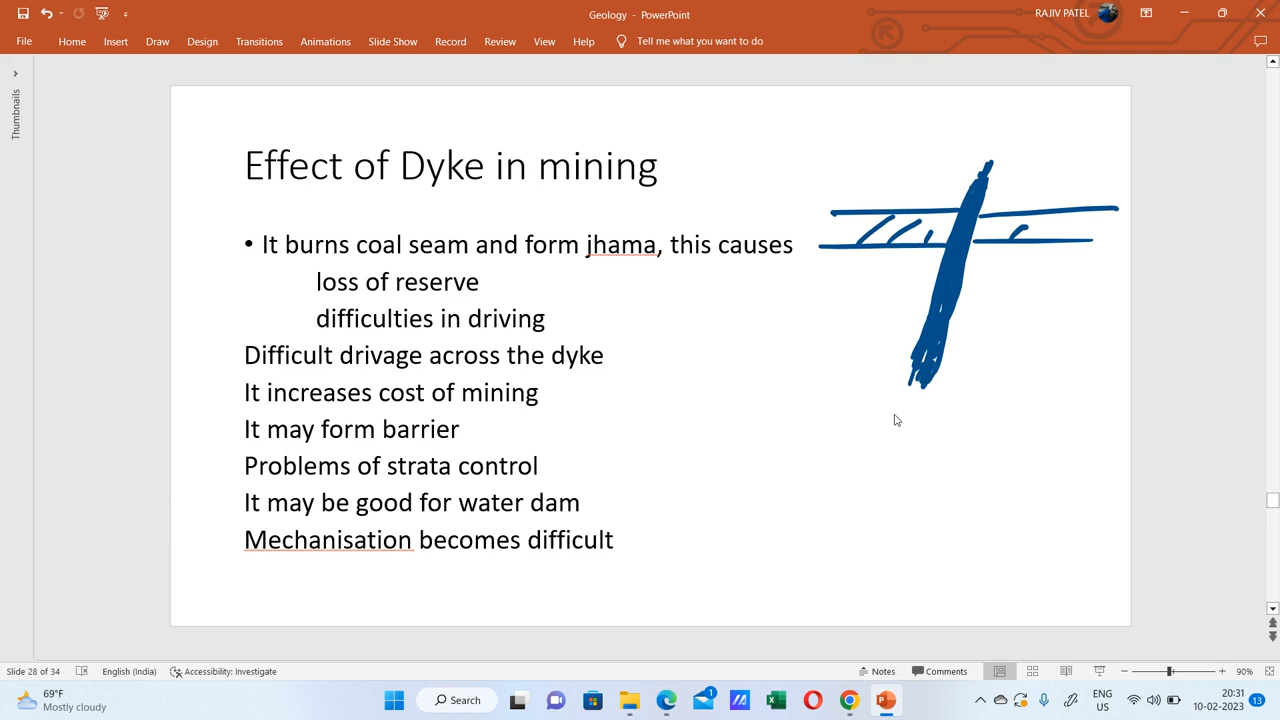 Geology - PowerPoint
RAJIV PATEL
File Home Insert Draw Design Transitions Animations Slide Show Record Review View Help Tell me what you want to do
Thumbnails
Effect of Dyke in mining
• It burns coal seam and form jhama, this causes
loss of reserve
difficulties in driving
Difficult drivage across the dyke
It increases cost of mining
It may form barrier
Problems of strata control
It may be good for water dam
Mechanisation becomes difficult
Slide 28 of 34 English (India) Accessibility: Investigate Notes Comments 90%
69°F
Mostly cloudy
Search
1
ENG
US
20:31
10-02-2023
13